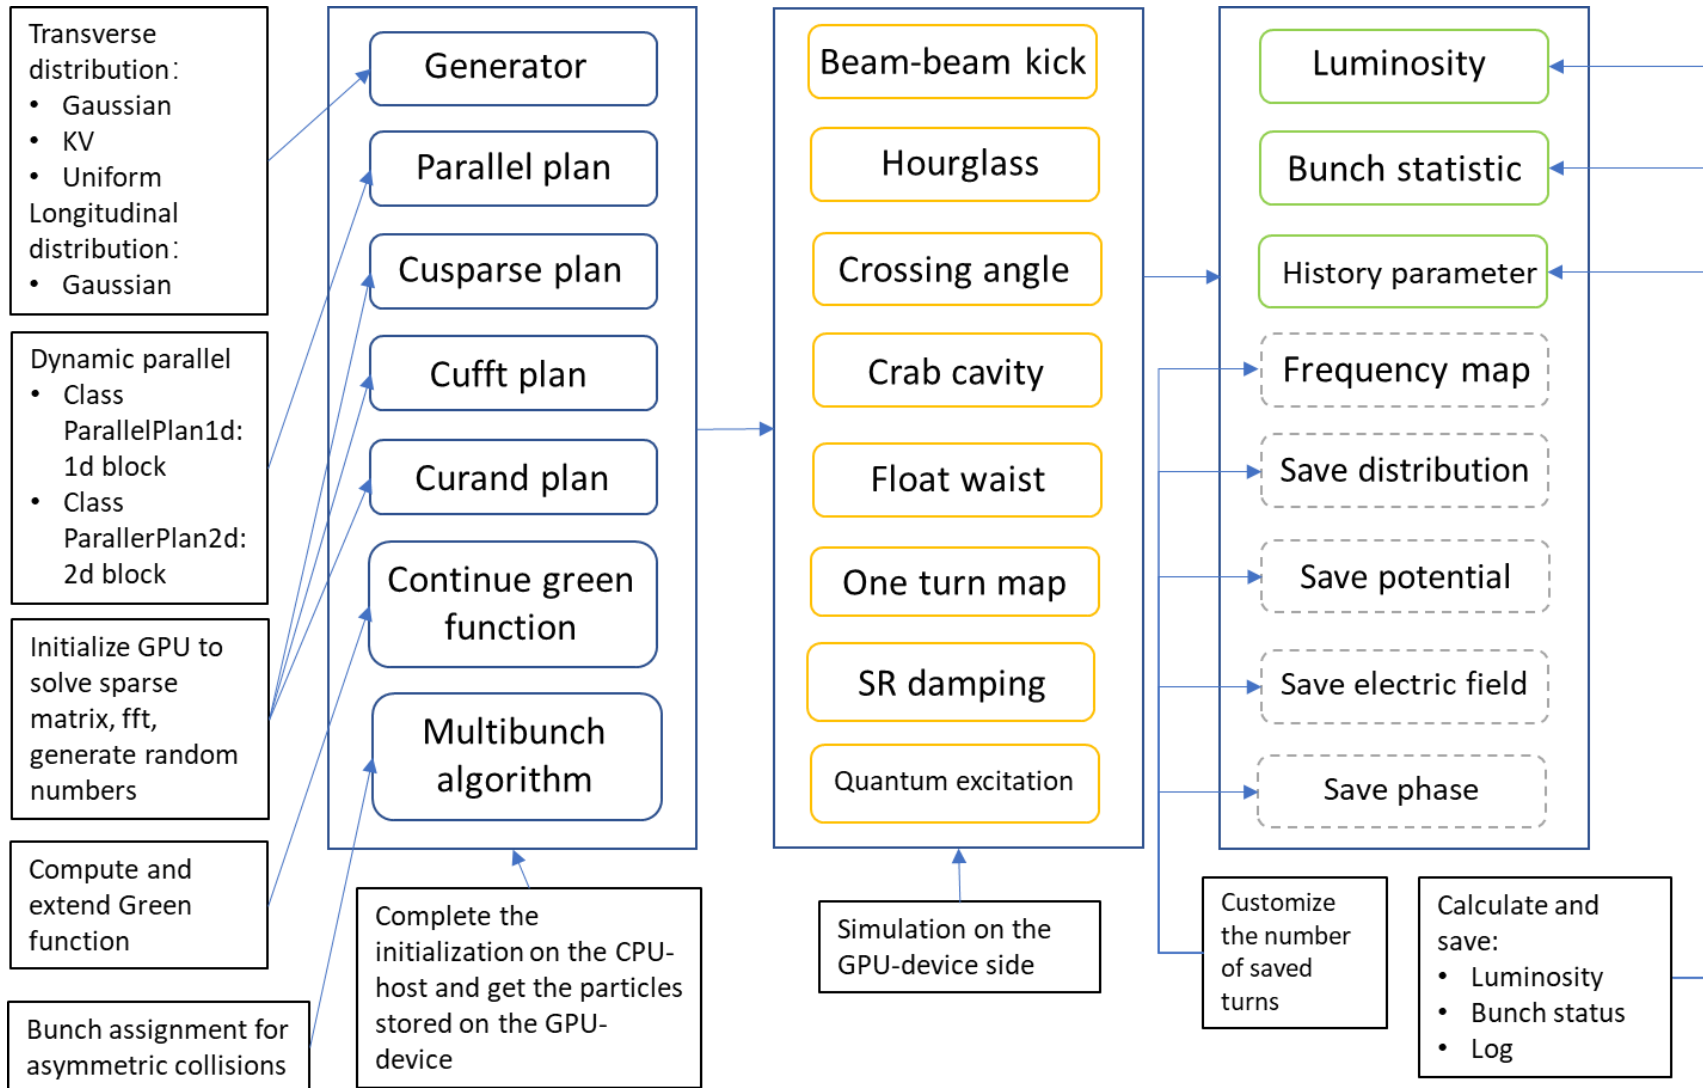 Transverse
distribution:
• Gaussian
• KV
• Uniform
Longitudinal
distribution:
• Gaussian
Dynamic parallel
• Class
ParallelPlan1d:
1d block
• Class
ParallerPlan2d:
2d block
Initialize GPU to
solve sparse
matrix, fft,
generate random
numbers
Compute and
extend Green
function
Bunch assignment for
asymmetric collisions
Generator
Parallel plan
Cusparse plan
Cufft plan
Curand plan
Continue green
function
Multibunch
algorithm
Complete the
initialization on the CPU-
host and get the particles
stored on the GPU-
device
Beam-beam kick
Hourglass
Crossing angle
Crab cavity
Float waist
One turn map
SR damping
Quantum excitation
Simulation on the
GPU-device side
Luminosity
Bunch statistic
History parameter
Frequency map
Save distribution
Save potential
Save electric field
Save phase
Customize
the number
of saved
turns
Calculate and
save:
• Luminosity
• Bunch status
• Log